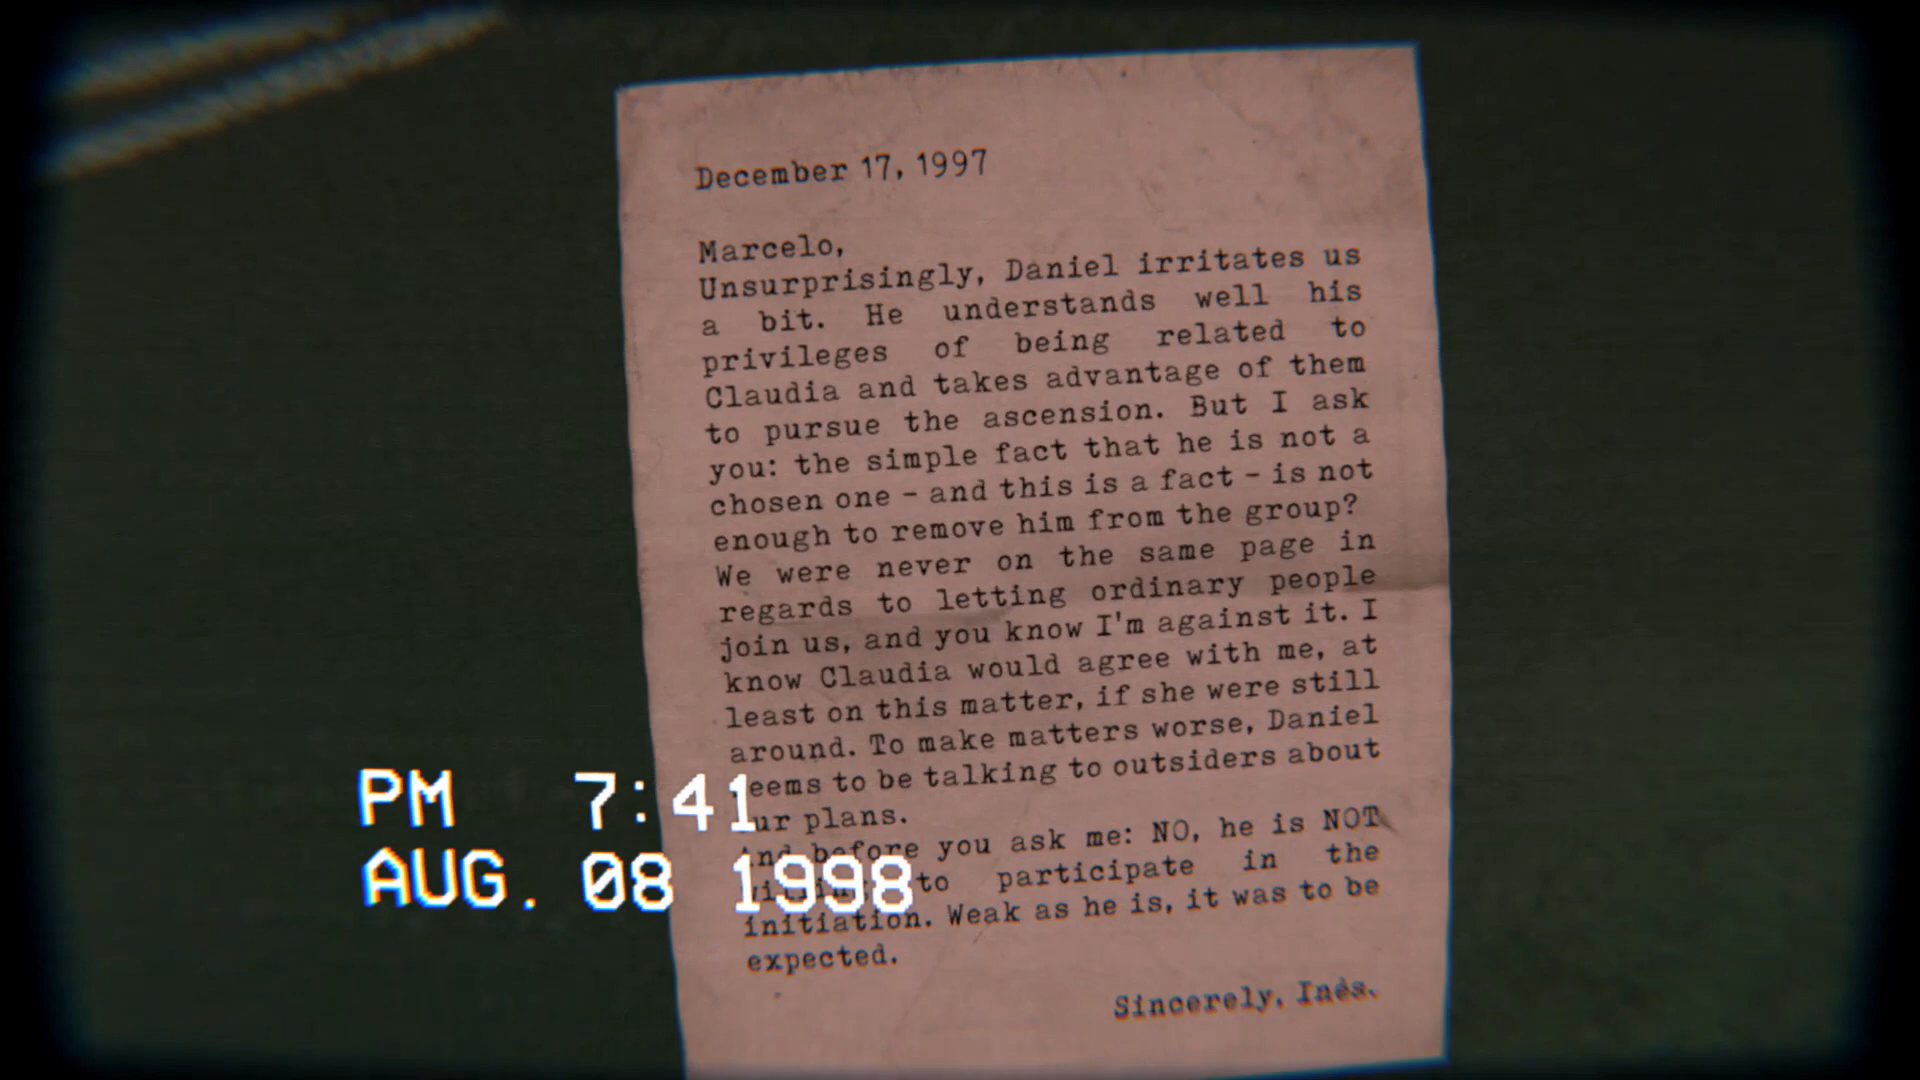 December 17, 1997
Marcelo,
Unsurprisingly, Daniel irritates us
a bit. He understands well his
privileges of being related to
Claudia and takes advantage of them
to pursue the ascension. But I ask
you: the simple fact that he is not a
chosen one - and this is a fact - is not
enough to remove him from the group?
We were never on the same page in
regards to letting ordinary people
join us, and you know I'm against it. I
know Claudia would agree with me, at
least on this matter, if she were still
around. To make matters worse, Daniel
eems to be talking to outsiders about
ur plans.
nd before you ask me: NO, he is NOT
to participate in the
initiation. Weak as he is, it was to be
expected.
Sincerely, Inês.
PM 7:41
AUG. 08 1998